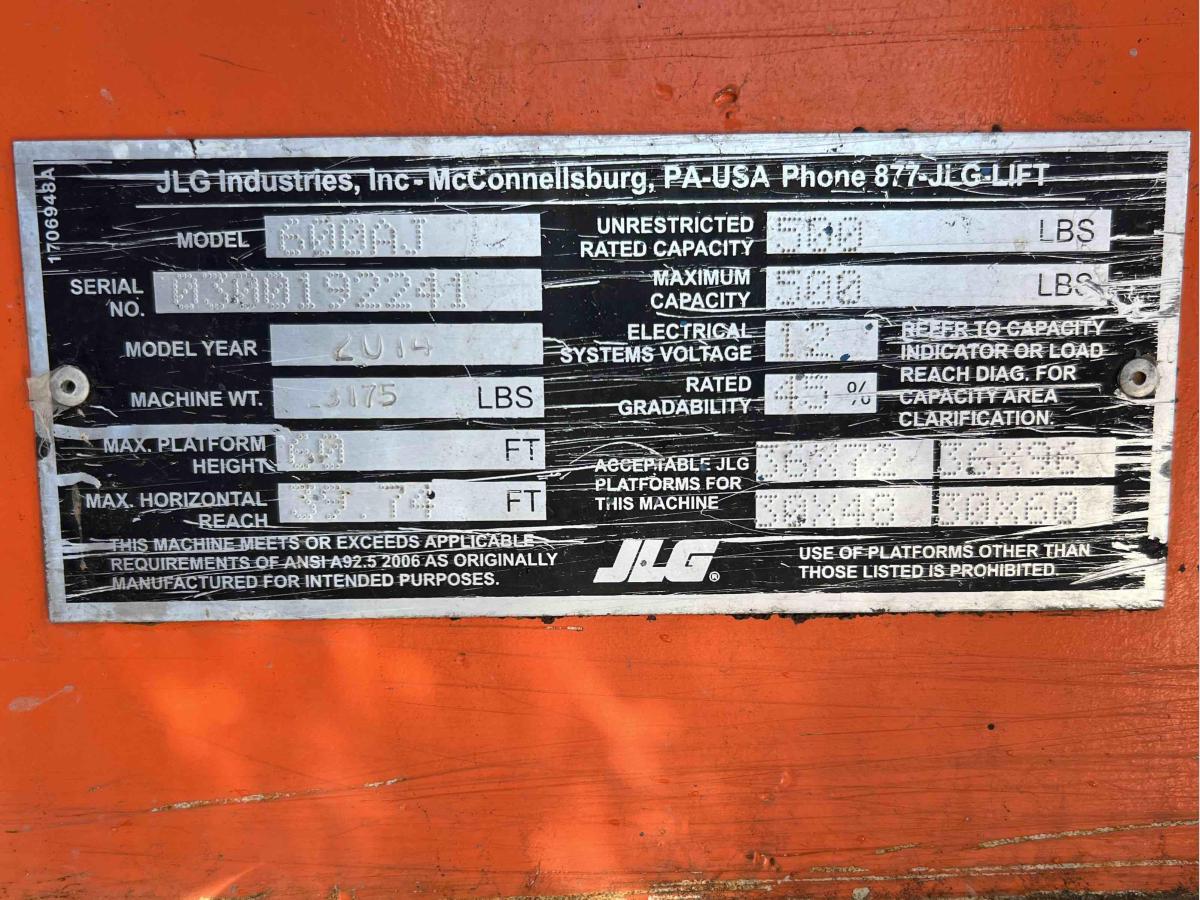 JLG Industries, Inc - McConnellsburg, PA-USA Phone 877-JLG-LIFT
1706948A
MODEL 600AJ
SERIAL NO. 0300192241
MODEL YEAR 2014
MACHINE WT. LBS
MAX. PLATFORM HEIGHT 60 FT
MAX. HORIZONTAL REACH 39.74 FT
THIS MACHINE MEETS OR EXCEEDS APPLICABLE
REQUIREMENTS OF ANSI A92.5 2006 AS ORIGINALLY
MANUFACTURED FOR INTENDED PURPOSES.
UNRESTRICTED RATED CAPACITY 500 LBS
MAXIMUM CAPACITY 500 LBS
ELECTRICAL SYSTEMS VOLTAGE 12
RATED GRADABILITY 45 %
REFER TO CAPACITY
INDICATOR OR LOAD
REACH DIAG. FOR
CAPACITY AREA
CLARIFICATION.
ACCEPTABLE JLG
PLATFORMS FOR
THIS MACHINE
36X72 36X96
30X48 30X60
JLG®
USE OF PLATFORMS OTHER THAN
THOSE LISTED IS PROHIBITED.